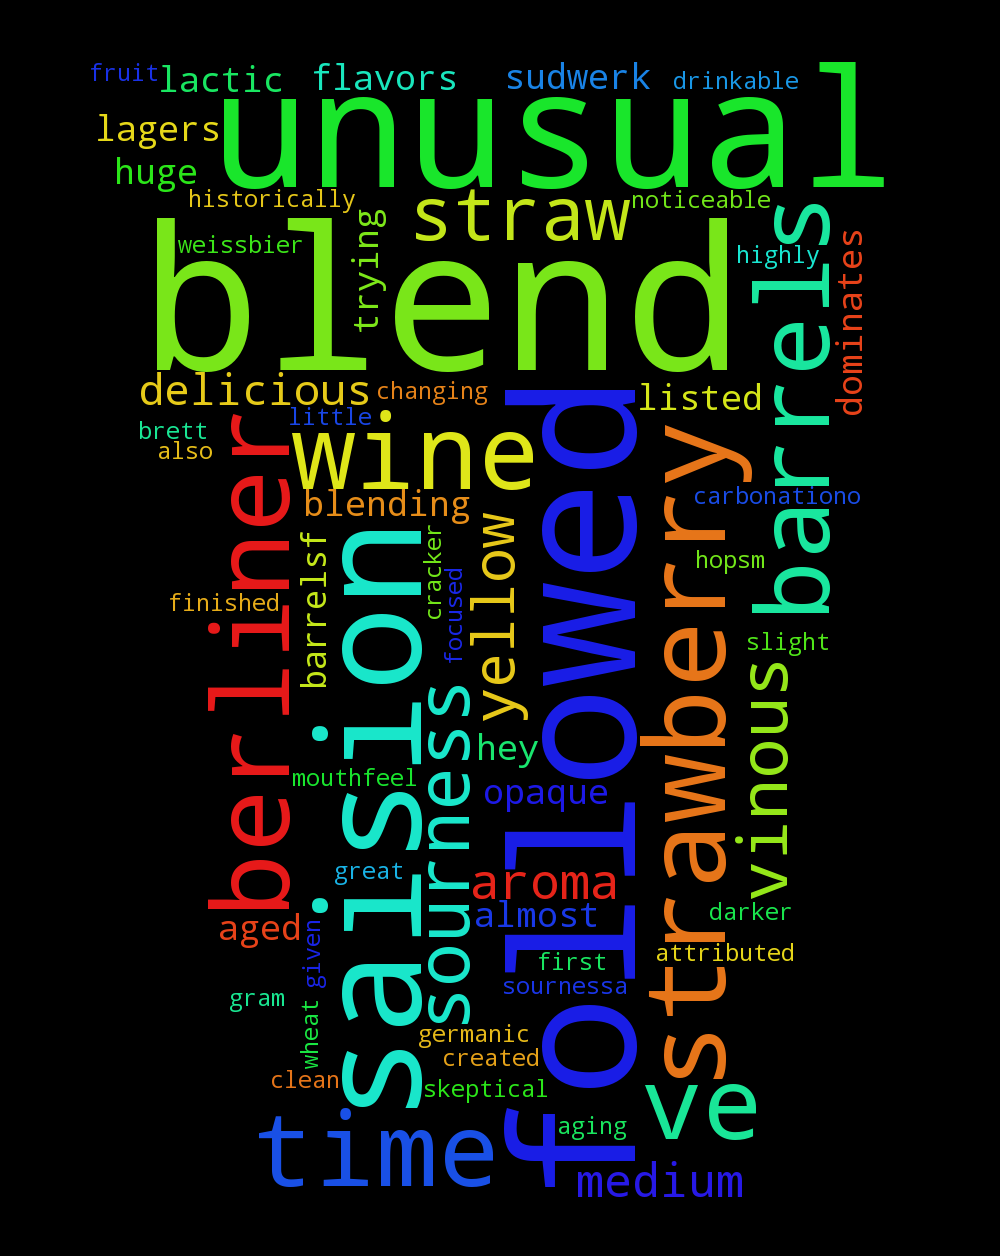 fruit lactic flavors sudwerk drinkable
lagers unusual
huge
historically straw noticeable
weissbier trying blend highly barrels dominates
delicious changing listed
brett little wine
also
berliner blending followed strawberry carbonationo
saision barrelsf cracker yellow hopsm
finished focused
sourness vinous slight
hey
mouthfeel opaque
great aroma
aged given almost darker
first attributed
gram wheat sournessa
germanic
clean created
skeptical ve
time aging
medium